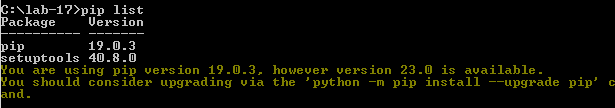 C:\lab-17>pip list
Package    Version
---------- -------
pip        19.0.3
setuptools 40.8.0
You are using pip version 19.0.3, however version 23.0 is available.
You should consider upgrading via the 'python -m pip install --upgrade pip' c
and.